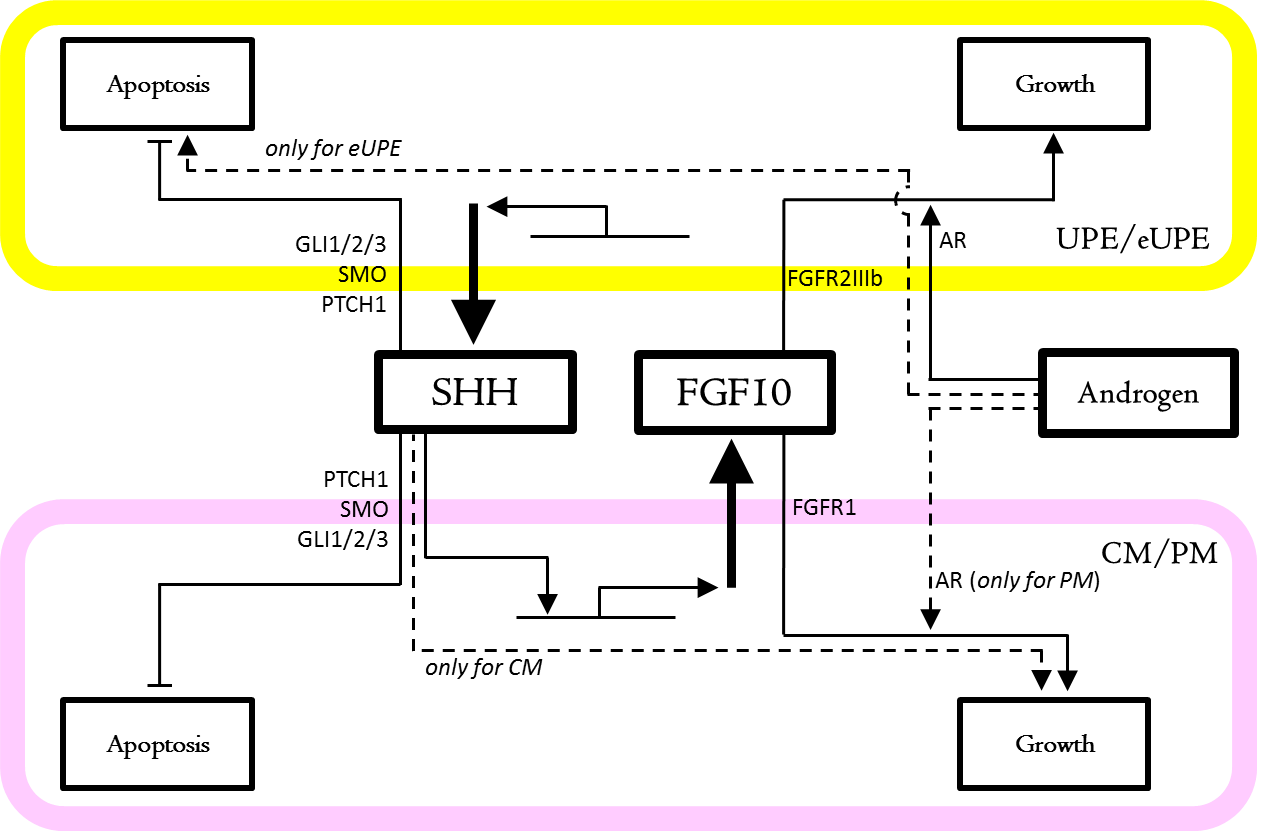 Apoptosis
Growth
only for eUPE
GLI1/2/3
SMO
PTCH1
AR
UPE/eUPE
FGFR2IIIb
SHH
FGF10
Androgen
PTCH1
SMO
GLI1/2/3
FGFR1
CM/PM
AR (only for PM)
only for CM
Apoptosis
Growth